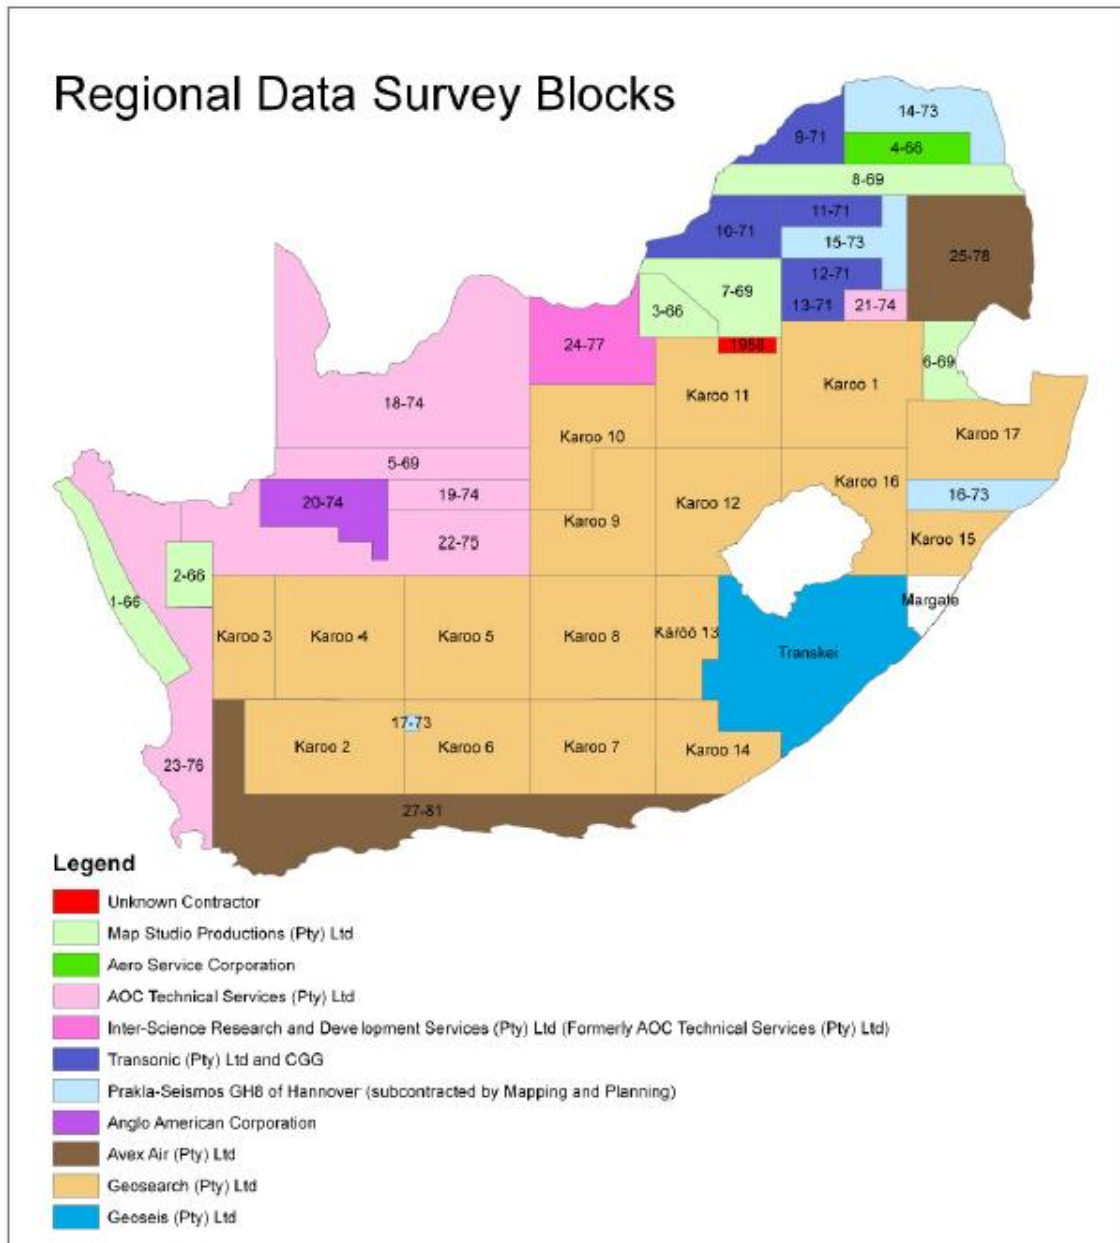 Regional Data Survey Blocks
14-73
9-71
4-66
8-69
11-71
10-71
15-73
25-78
12-71
7-69
3-66
13-71
21-74
24-77
1958
6-69
Karoo 1
Karoo 11
18-74
Karoo 10
Karoo 17
5-69
Karoo 16
20-74
19-74
16-73
Karoo 12
Karoo 9
22-75
Karoo 15
2-66
1-66
Margate
Karoo 3
Karoo 4
Karoo 5
Karoo 8
Karoo 13
Transkei
17-73
Karoo 2
Karoo 6
Karoo 7
Karoo 14
23-76
27-81
Legend
Unknown Contractor
Map Studio Productions (Pty) Ltd
Aero Service Corporation
AOC Technical Services (Pty) Ltd
Inter-Science Research and Development Services (Pty) Ltd (Formerly AOC Technical Services (Pty) Ltd)
Transonic (Pty) Ltd and CGG
Prakla-Seismos GH8 of Hannover (subcontracted by Mapping and Planning)
Anglo American Corporation
Avex Air (Pty) Ltd
Geosearch (Pty) Ltd
Geoseis (Pty) Ltd